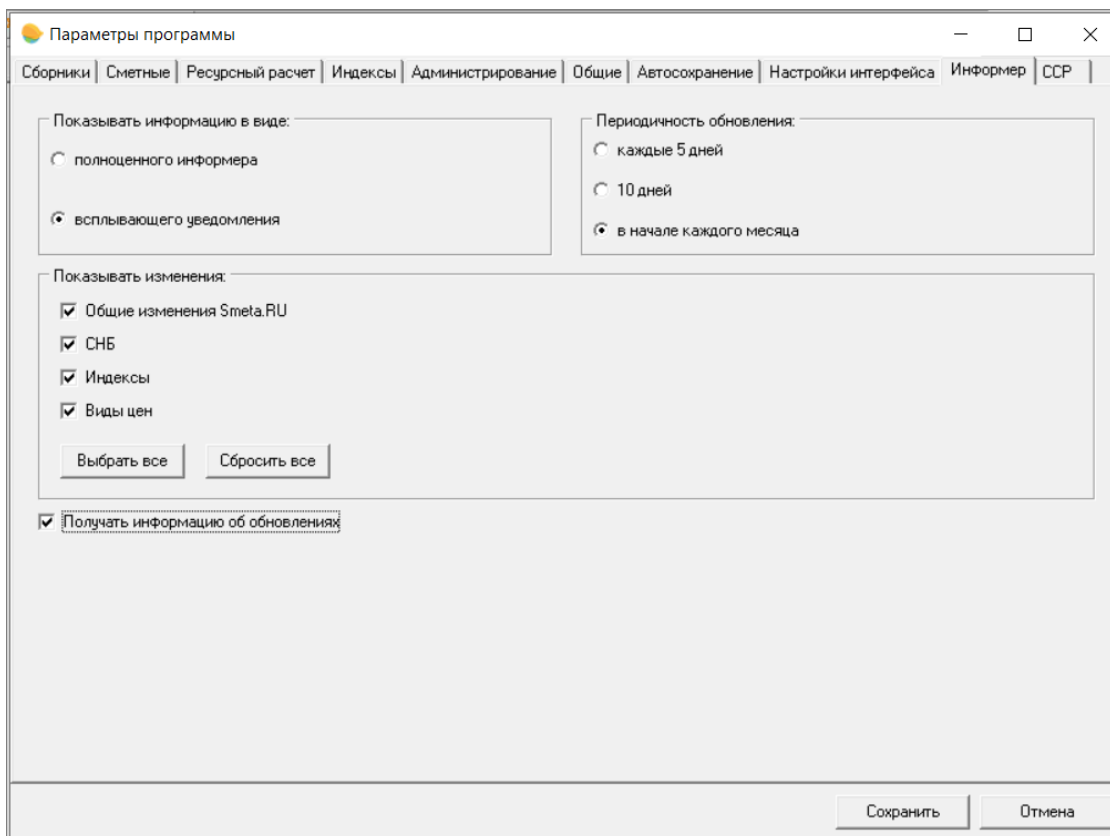 Параметры программы
Сборники Сметные Ресурсный расчет Индексы Администрирование Общие Автосохранение Настройки интерфейса Информер ССР
Показывать информацию в виде:
полноценного информера
всплывающего уведомления
Периодичность обновления:
каждые 5 дней
10 дней
в начале каждого месяца
Показывать изменения:
Общие изменения Smeta.RU
СНБ
Индексы
Виды цен
Выбрать все Сбросить все
Получать информацию об обновлениях
Сохранить Отмена